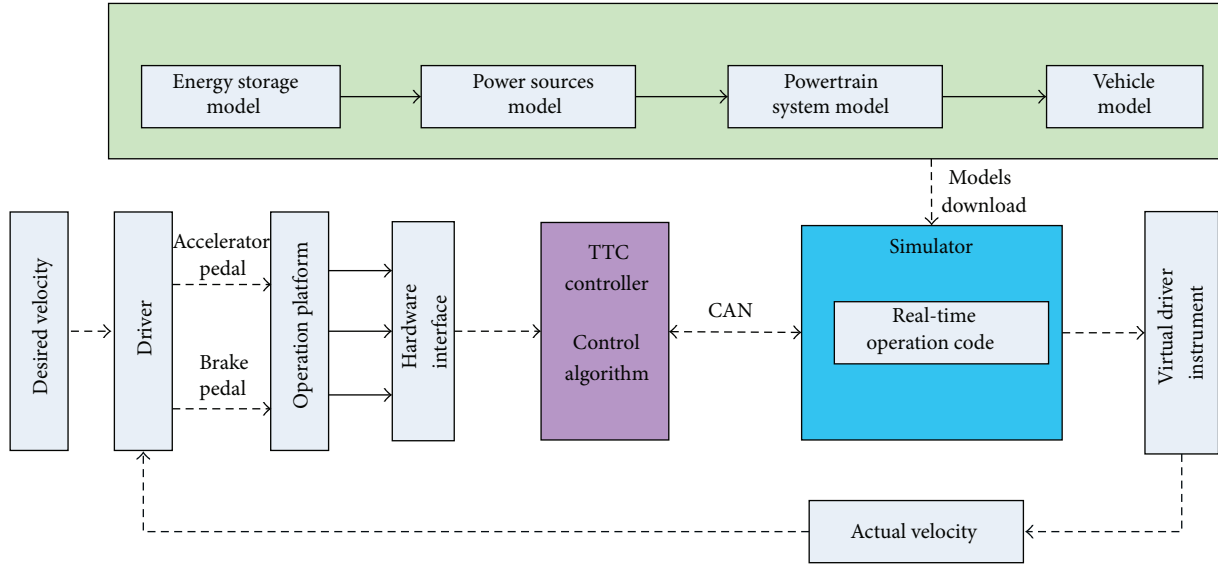 Energy storage
model
Power sources
model
Powertrain
system model
Vehicle
model
Models
download
Desired velocity
Driver
Accelerator
pedal
Brake
pedal
Operation platform
Hardware
interface
TTC
controller
Control
algorithm
CAN
Simulator
Real-time
operation code
Virtual driver
instrument
Actual velocity